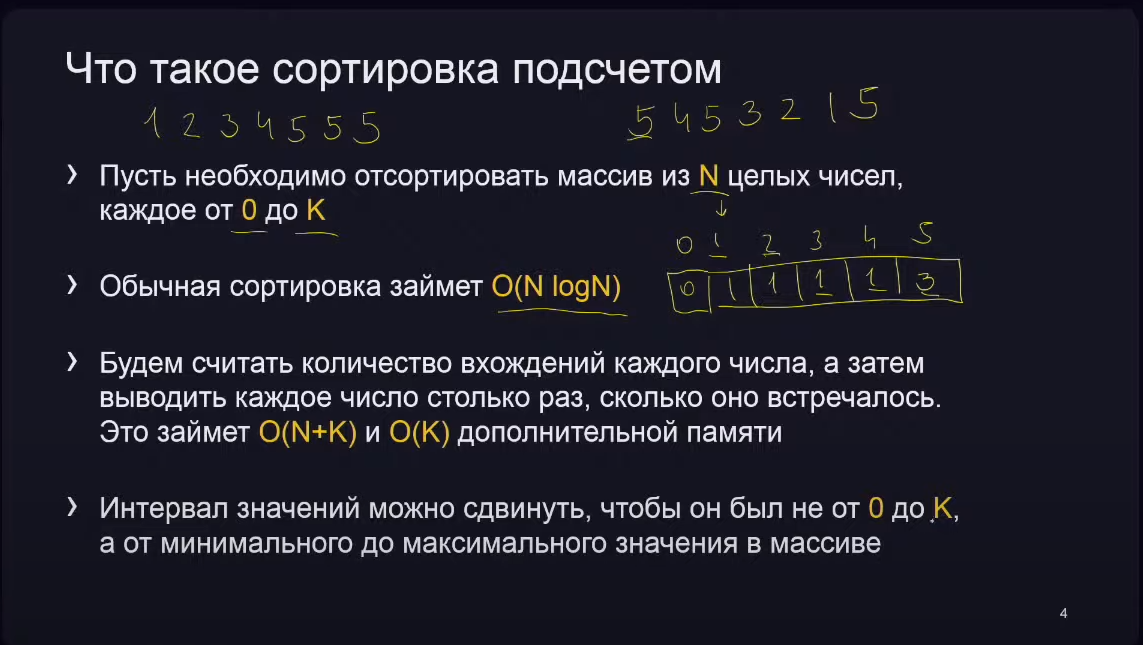 Что такое сортировка подсчетом
1 2 3 4 5 5 5
5 4 5 3 2 1 5
› Пусть необходимо отсортировать массив из N целых чисел,
каждое от 0 до K
0 1 2 3 4 5
0 1 1 1 1 3
› Обычная сортировка займет O(N logN)
› Будем считать количество вхождений каждого числа, а затем
выводить каждое число столько раз, сколько оно встречалось.
Это займет O(N+K) и O(K) дополнительной памяти
› Интервал значений можно сдвинуть, чтобы он был не от 0 до K,
а от минимального до максимального значения в массиве
4